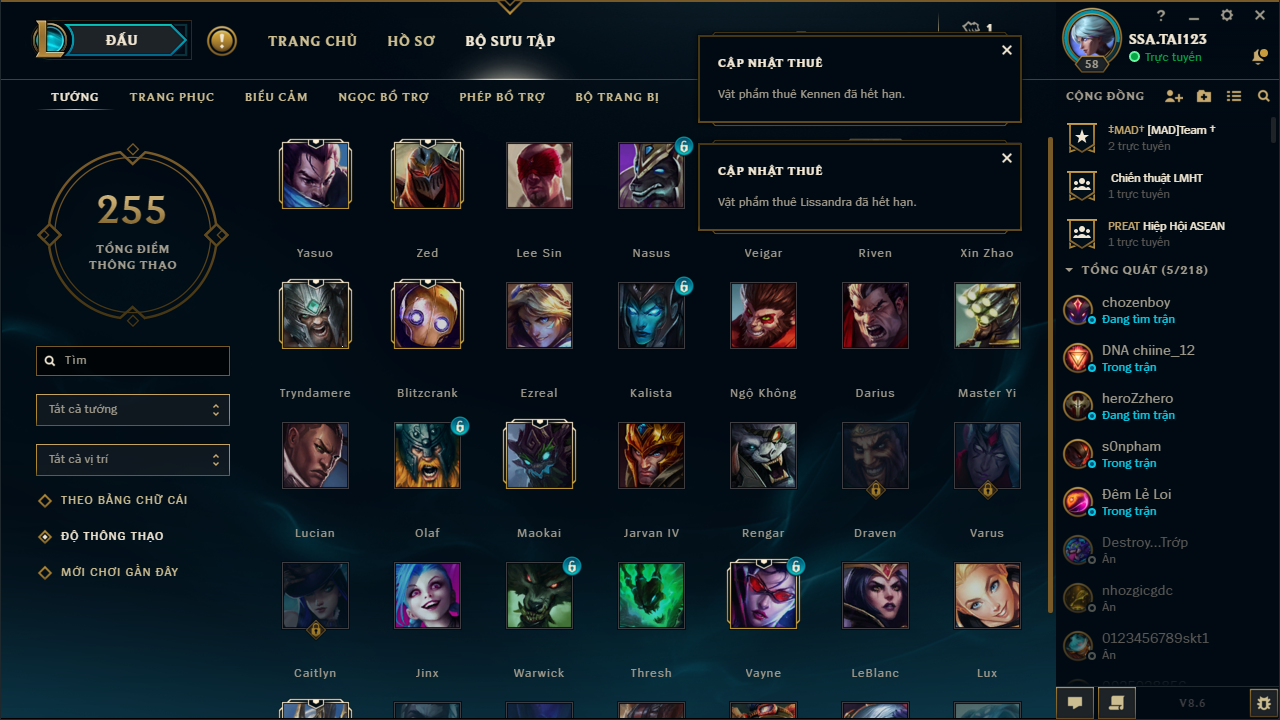 ĐẤU
TRANG CHỦ
HỒ SƠ
BỘ SƯU TẬP
1
SSA.TAI123
Trực tuyến
58
TƯỚNG
TRANG PHỤC
BIỂU CẢM
NGỌC BỔ TRỢ
PHÉP BỔ TRỢ
BỘ TRANG BỊ
CẬP NHẬT THUÊ
Vật phẩm thuê Kennen đã hết hạn.
CẬP NHẬT THUÊ
Vật phẩm thuê Lissandra đã hết hạn.
255
TỔNG ĐIỂM
THÔNG THẠO
Tìm
Tất cả tướng
Tất cả vị trí
THEO BẢNG CHỮ CÁI
ĐỘ THÔNG THẠO
MỚI CHƠI GẦN ĐÂY
6
Yasuo
Zed
Lee Sin
Nasus
Veigar
Riven
Xin Zhao
6
Tryndamere
Blitzcrank
Ezreal
Kalista
Ngộ Không
Darius
Master Yi
6
Lucian
Olaf
Maokai
Jarvan IV
Rengar
Draven
Varus
6
6
Caitlyn
Jinx
Warwick
Thresh
Vayne
LeBlanc
Lux
CỘNG ĐỒNG
‡MAD† [MAD]Team †
2 trực tuyến
Chiến thuật LMHT
1 trực tuyến
PREAT Hiệp Hội ASEAN
1 trực tuyến
TỔNG QUÁT (5/218)
chozenboy
Đang tìm trận
DNA chiine_12
Trong trận
heroZzhero
Đang tìm trận
s0npham
Trong trận
Đêm Lẻ Loi
Trong trận
Destroy...Trớp
Ẩn
nhozgicgdc
Ẩn
0123456789skt1
Ẩn
V8.6